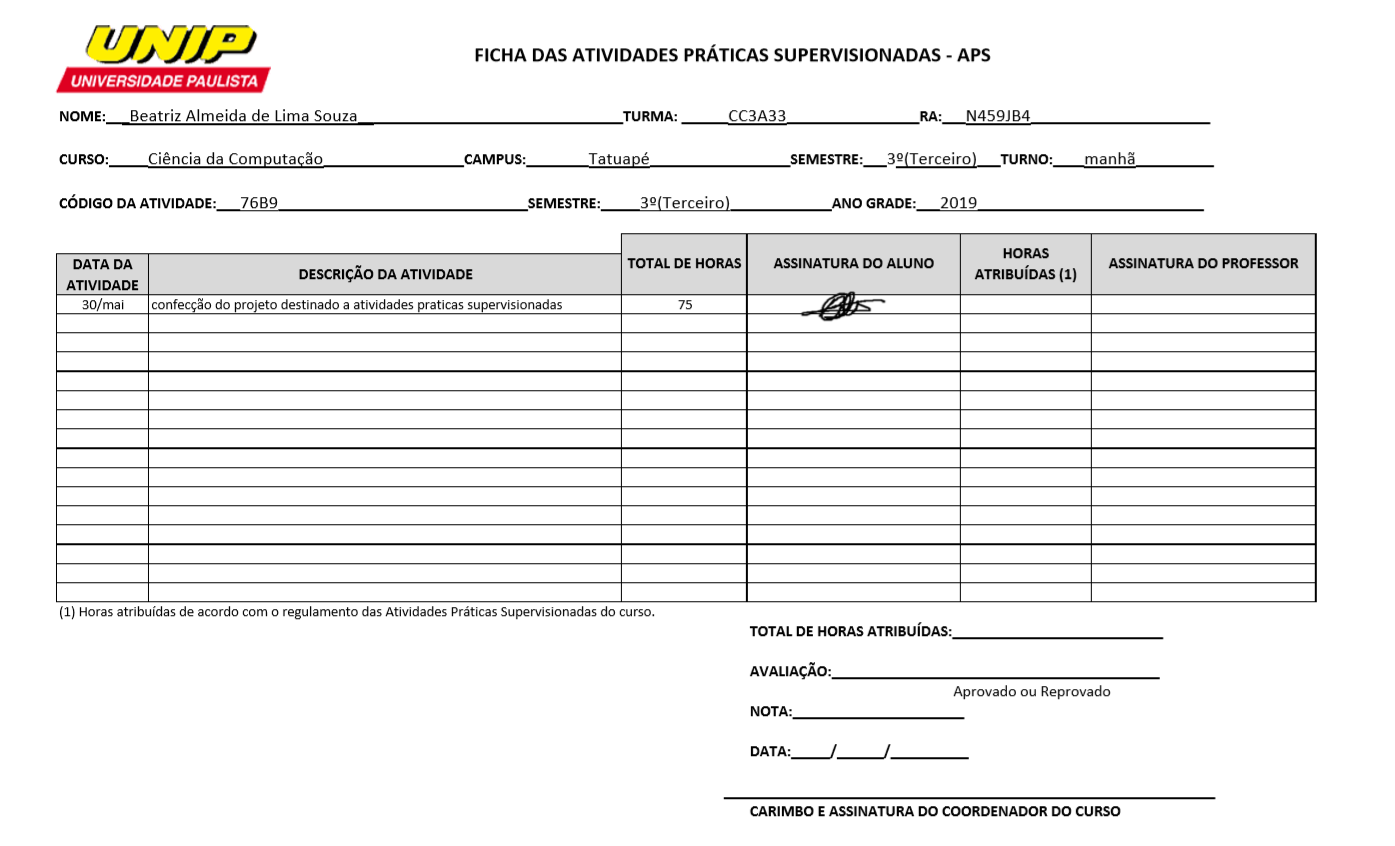 UNIP
UNIVERSIDADE PAULISTA
FICHA DAS ATIVIDADES PRÁTICAS SUPERVISIONADAS - APS
NOME: Beatriz Almeida de Lima Souza TURMA: CC3A33 RA: N459JB4
CURSO: Ciência da Computação CAMPUS: Tatuapé SEMESTRE: 3º(Terceiro) TURNO: manhã
CÓDIGO DA ATIVIDADE: 76B9 SEMESTRE: 3º(Terceiro) ANO GRADE: 2019
DATA DA ATIVIDADE DESCRIÇÃO DA ATIVIDADE TOTAL DE HORAS ASSINATURA DO ALUNO HORAS ATRIBUÍDAS (1) ASSINATURA DO PROFESSOR
30/mai confecção do projeto destinado a atividades praticas supervisionadas 75
(1) Horas atribuídas de acordo com o regulamento das Atividades Práticas Supervisionadas do curso.
TOTAL DE HORAS ATRIBUÍDAS:
AVALIAÇÃO:
Aprovado ou Reprovado
NOTA:
DATA: / /
CARIMBO E ASSINATURA DO COORDENADOR DO CURSO